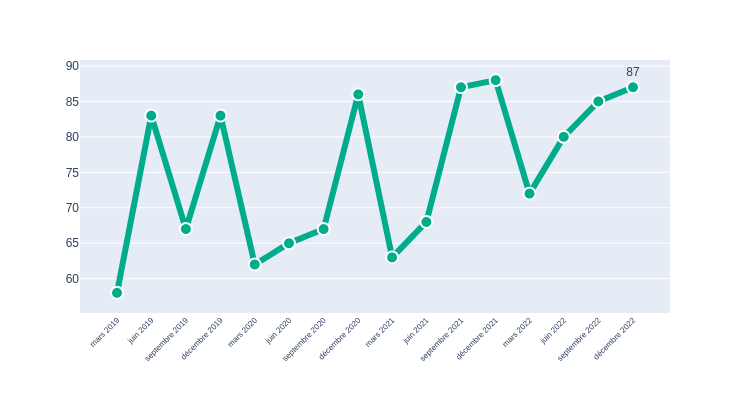 90
85
80
75
70
65
60
87
mars 2019
juin 2019
septembre 2019
décembre 2019
mars 2020
juin 2020
septembre 2020
décembre 2020
mars 2021
juin 2021
septembre 2021
décembre 2021
mars 2022
juin 2022
septembre 2022
décembre 2022